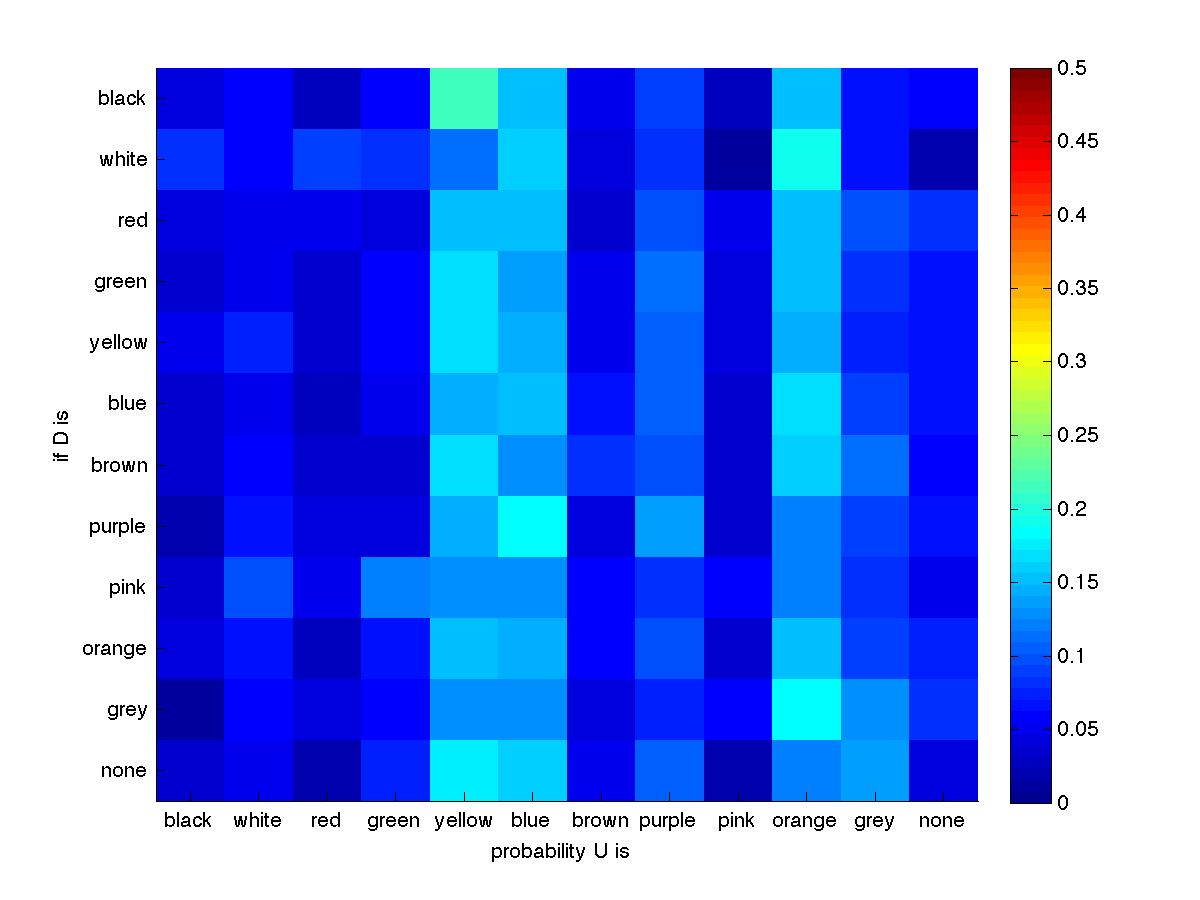 black
white
red
green
yellow
blue
brown
purple
pink
orange
grey
none
if D is
black white red green yellow blue brown purple pink orange grey none
probability U is
0.5
0.45
0.4
0.35
0.3
0.25
0.2
0.15
0.1
0.05
0